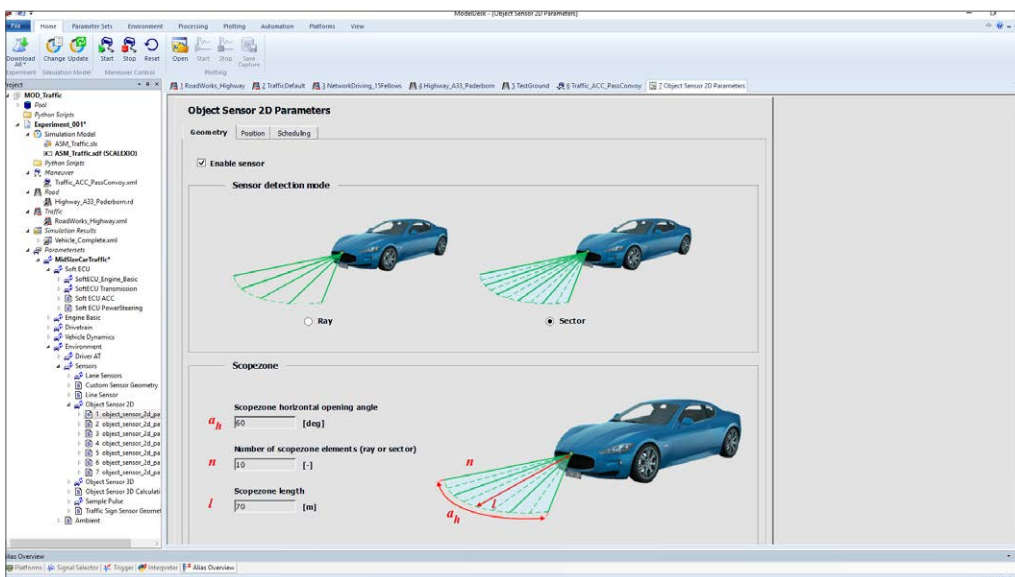 ModelDesk - [Object Sensor 2D Parameters]
File Home Parameter Sets Environment Processing Plotting Automation Platforms View
Download All Change Update Start Stop Reset Open Start Stop Save Capture
Experiment Simulation Model Maneuver Control Plotting
Project
1 RoadWorks_Highway 2 TrafficDefault 3 NetworkDriving_15Fellows 4 Highway_A33_Paderborn 5 TestGround 6 Traffic_ACC_PassConvoy 7 Object Sensor 2D Parameters
MOD_Traffic
Pool
Python Scripts
Experiment_001*
Simulation Model
ASM_Traffic.slx
ASM_Traffic.sdf (SCALEXIO)
Python Scripts
Maneuver
Traffic_ACC_PassConvoy.xml
Road
Highway_A33_Paderborn.rd
Traffic
RoadWorks_Highway.xml
Simulation Results
Vehicle_Complete.xml
Parametersets
MidSizeCarTraffic*
Soft ECU
SoftECU_Engine_Basic
SoftECU Transmission
Soft ECU ACC
Soft ECU PowerSteering
Engine Basic
Drivetrain
Vehicle Dynamics
Environment
Driver AT
Sensors
Lane Sensors
Custom Sensor Geometry
Line Sensor
Object Sensor 2D
1 object_sensor_2d_pa
2 object_sensor_2d_pa
3 object_sensor_2d_pa
4 object_sensor_2d_pa
5 object_sensor_2d_pa
6 object_sensor_2d_pa
7 object_sensor_2d_pa
Object Sensor 3D
Object Sensor 3D Calculati
Sample Pulse
Traffic Sign Sensor Geomet
Ambient
Object Sensor 2D Parameters
Geometry Position Scheduling
Enable sensor
Sensor detection mode
Ray Sector
Scopezone
Scopezone horizontal opening angle
a_h 60 [deg]
Number of scopezone elements (ray or sector)
n 10 [-]
Scopezone length
l 70 [m]
n
l
a_h
Alias Overview
Platforms Signal Selector Trigger Interpreter Alias Overview